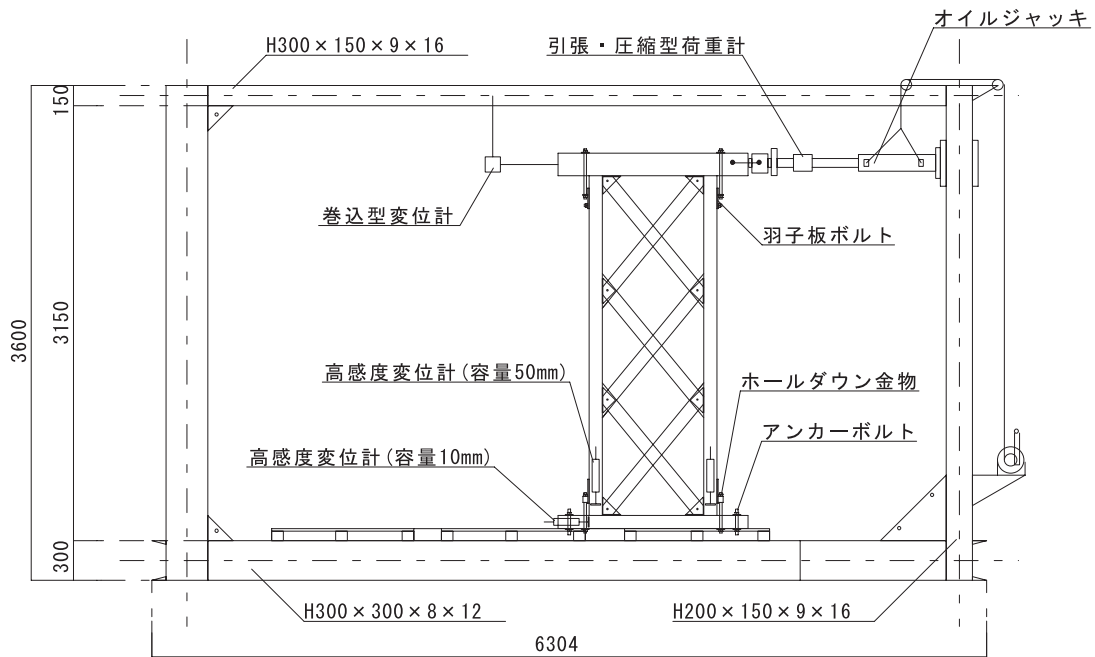 オイルジャッキ
H300×150×9×16
引張・圧縮型荷重計
150
巻込型変位計
羽子板ボルト
3150
3600
高感度変位計(容量50mm)
ホールダウン金物
アンカーボルト
高感度変位計(容量10mm)
300
H300×300×8×12
H200×150×9×16
6304